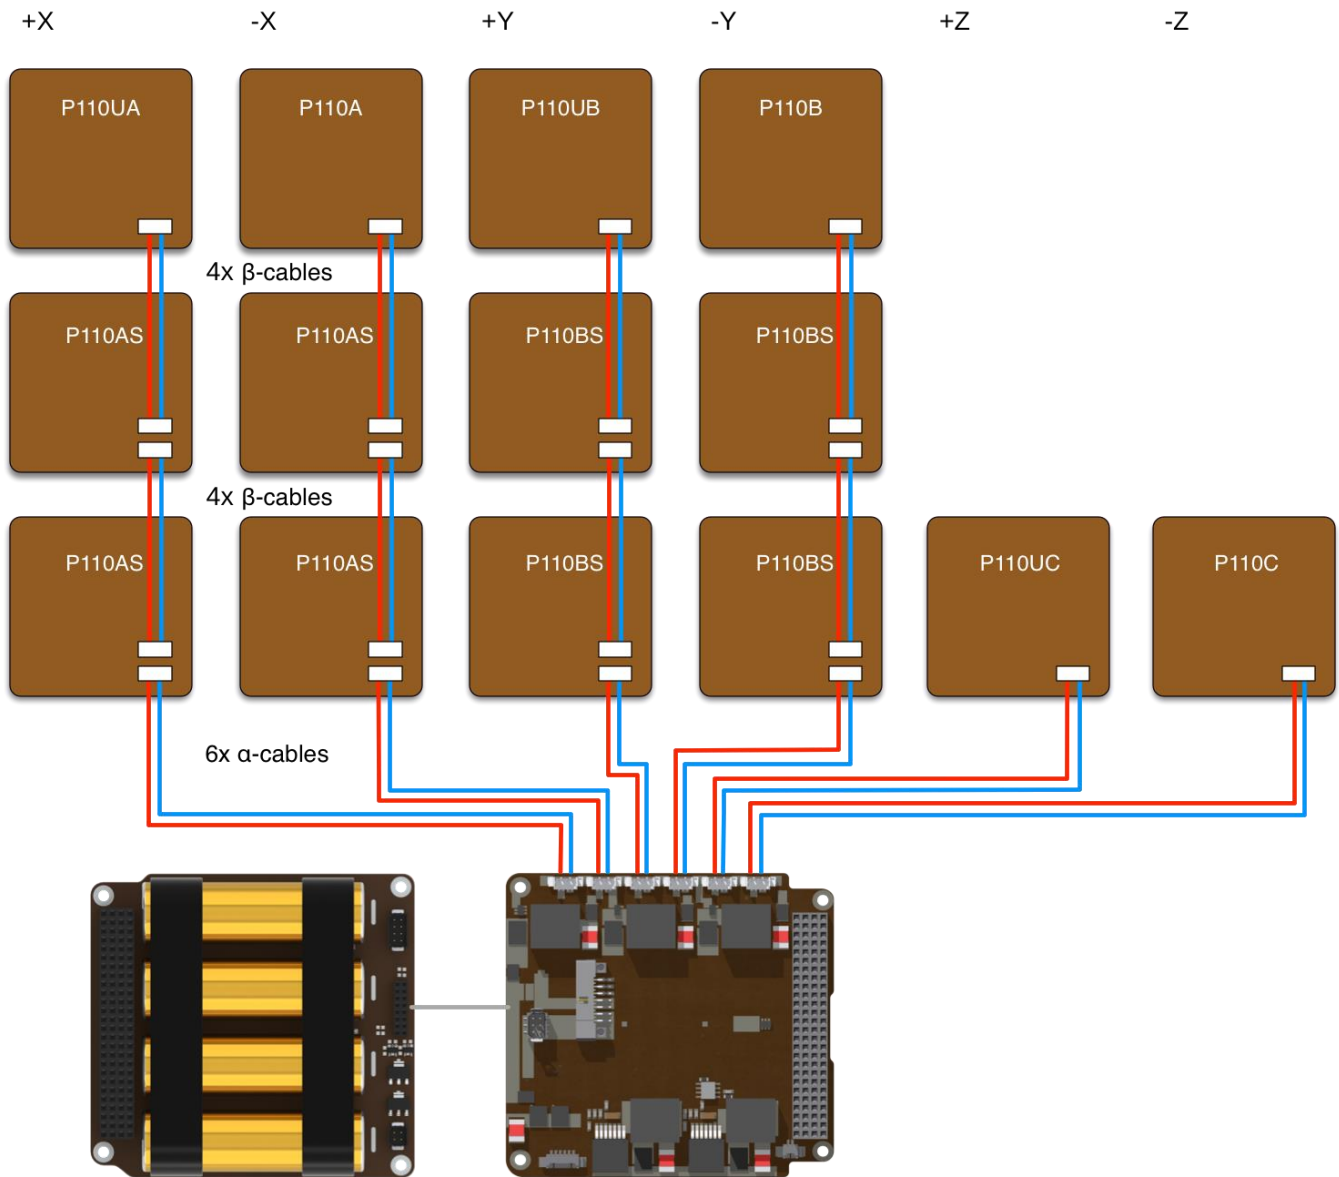 +X -X +Y -Y +Z -Z
P110UA P110A P110UB P110B
4x β-cables
P110AS P110AS P110BS P110BS
4x β-cables
P110AS P110AS P110BS P110BS P110UC P110C
6x α-cables